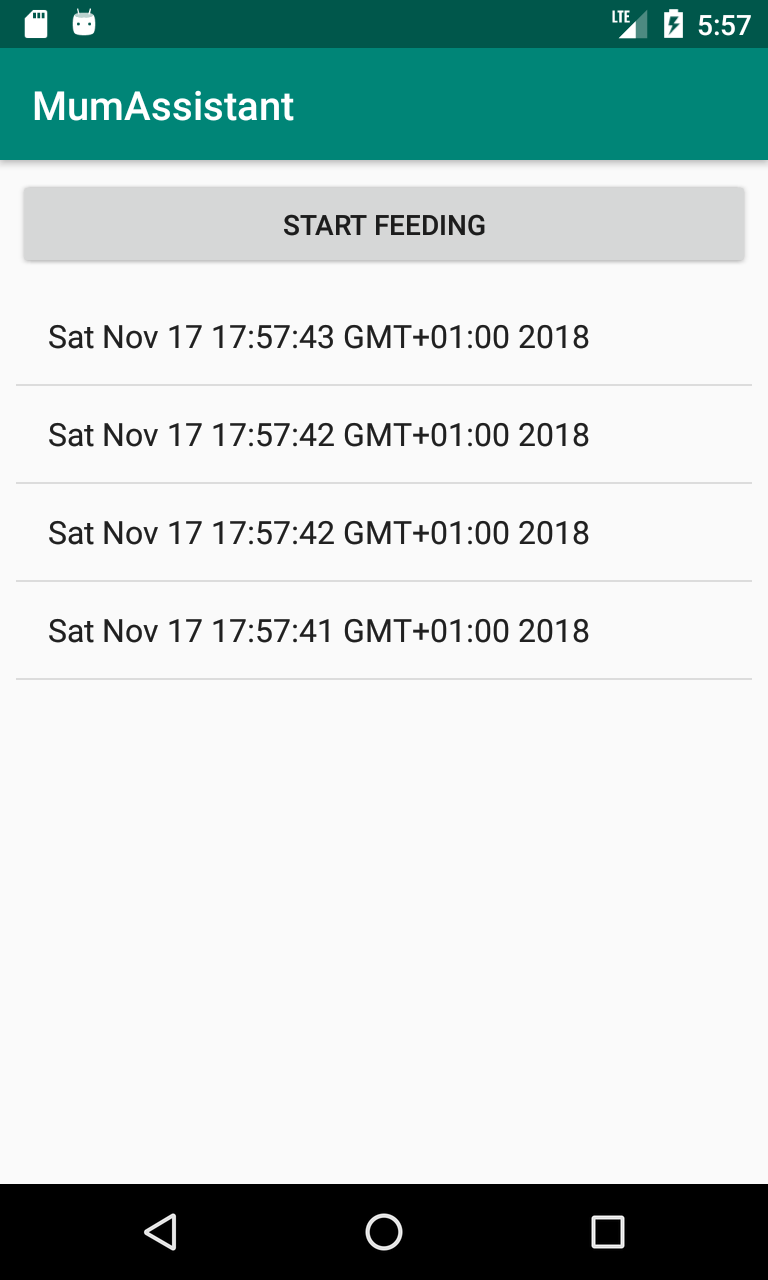 LTE 5:57
MumAssistant
START FEEDING
Sat Nov 17 17:57:43 GMT+01:00 2018
Sat Nov 17 17:57:42 GMT+01:00 2018
Sat Nov 17 17:57:42 GMT+01:00 2018
Sat Nov 17 17:57:41 GMT+01:00 2018